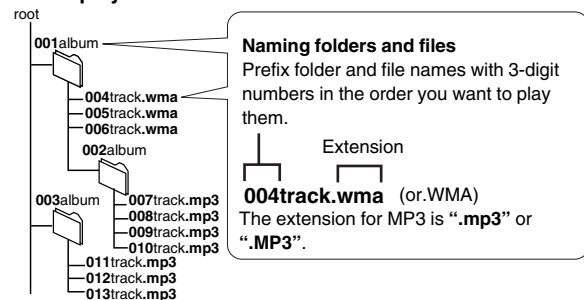 root
001album
004track.wma
005track.wma
006track.wma
002album
007track.mp3
008track.mp3
009track.mp3
010track.mp3
003album
011track.mp3
012track.mp3
013track.mp3
Naming folders and files
Prefix folder and file names with 3-digit
numbers in the order you want to play
them.
Extension
004track.wma (or.WMA)
The extension for MP3 is “.mp3” or
“.MP3”.